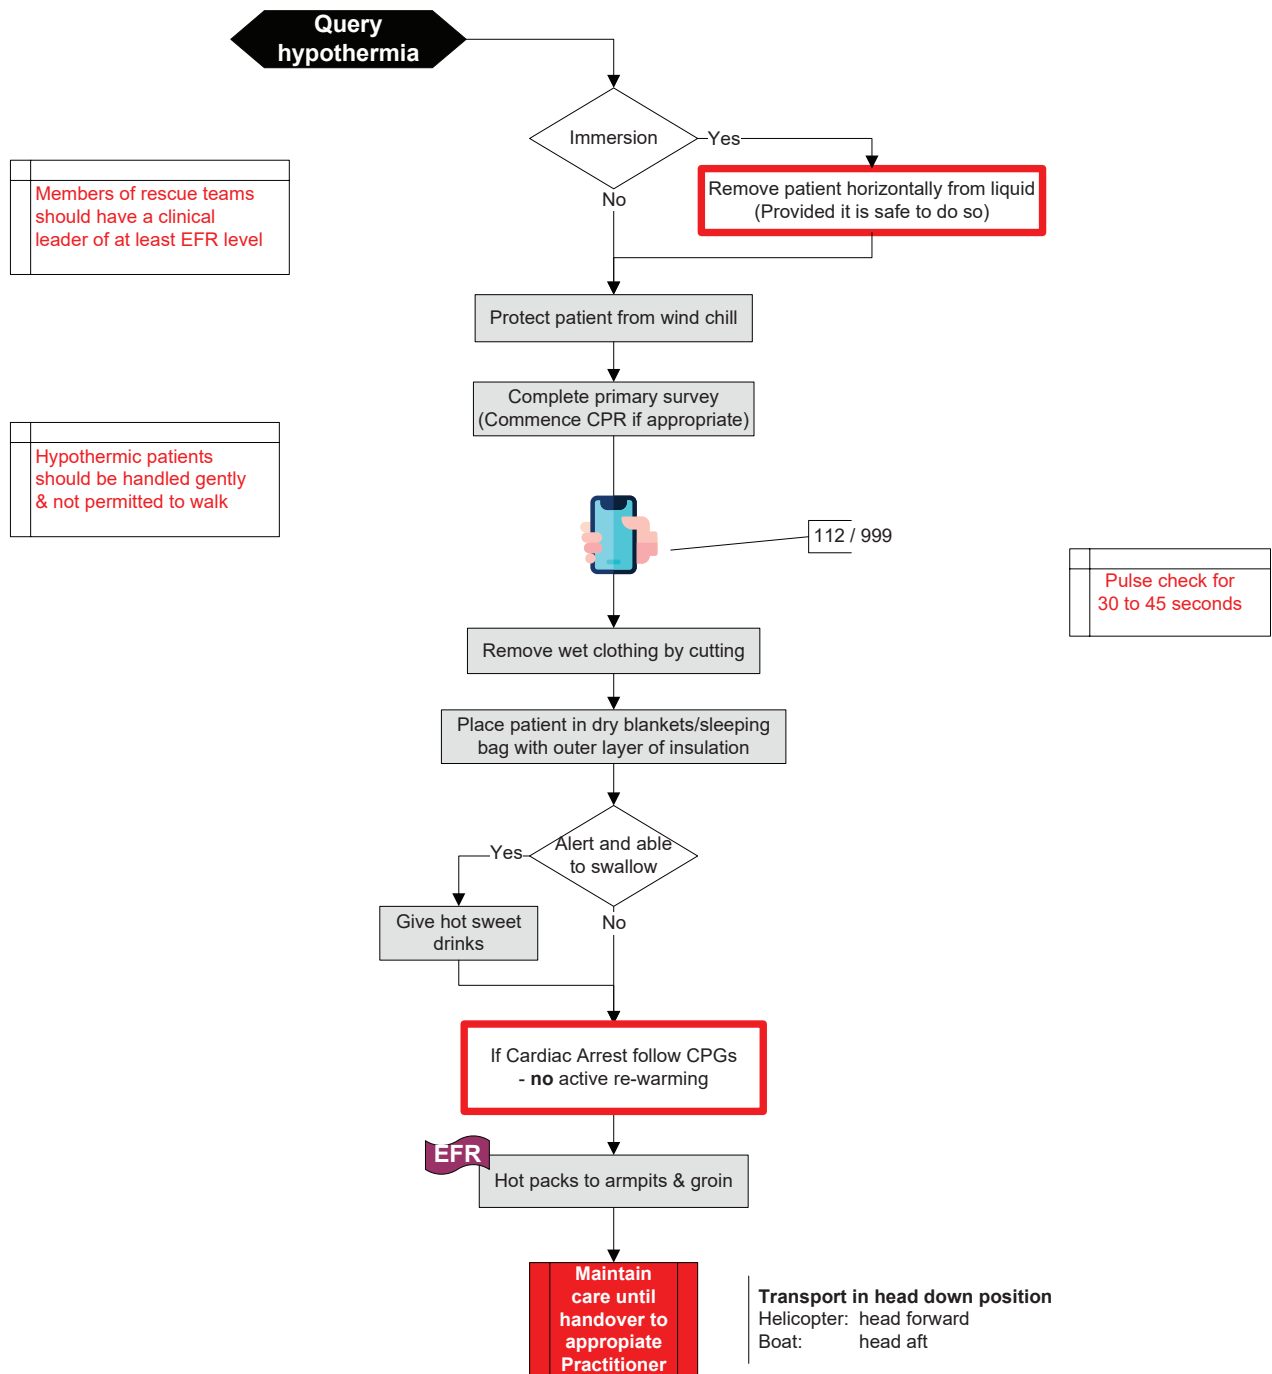 Query
hypothermia
Immersion
Yes
Members of rescue teams
should have a clinical
leader of at least EFR level
Remove patient horizontally from liquid
(Provided it is safe to do so)
No
Protect patient from wind chill
Complete primary survey
(Commence CPR if appropriate)
Hypothermic patients
should be handled gently
& not permitted to walk
112 / 999
Pulse check for
30 to 45 seconds
Remove wet clothing by cutting
Place patient in dry blankets/sleeping
bag with outer layer of insulation
Alert and able
to swallow
Yes
Give hot sweet
drinks
No
If Cardiac Arrest follow CPGs
- no active re-warming
EFR
Hot packs to armpits & groin
Maintain
care until
handover to
appropiate
Practitioner
Transport in head down position
Helicopter: head forward
Boat: head aft